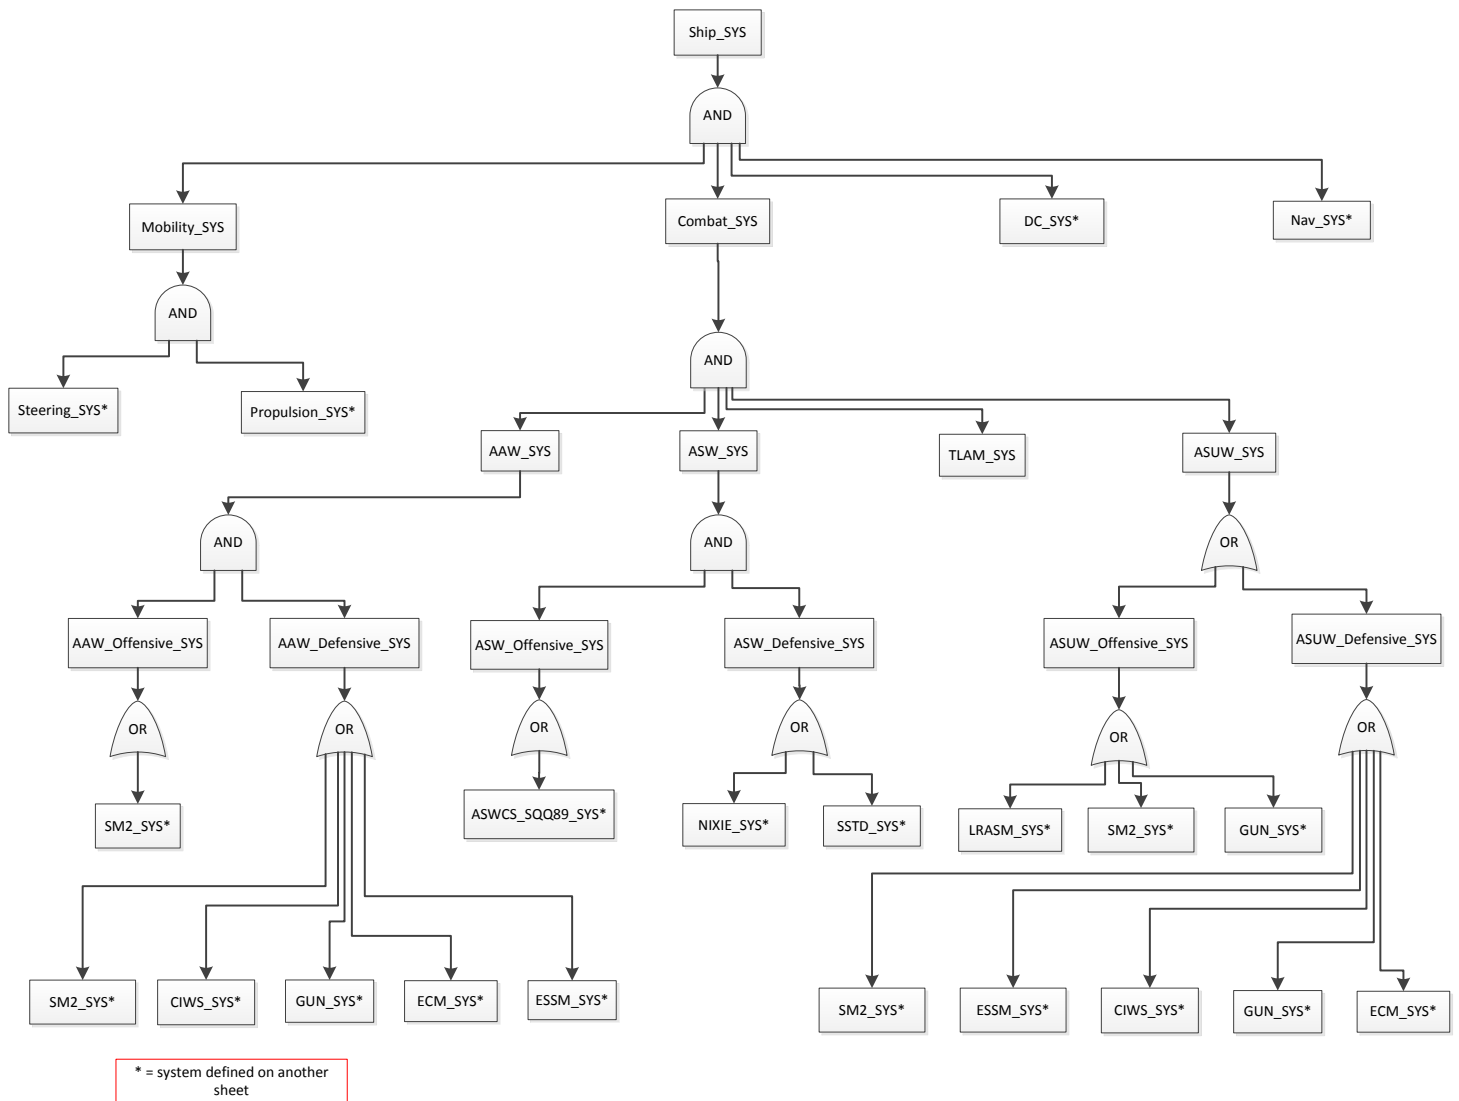 Ship_SYS
AND
Mobility_SYS
Combat_SYS
DC_SYS*
Nav_SYS*
AND
Steering_SYS*
Propulsion_SYS*
AND
AAW_SYS
ASW_SYS
TLAM_SYS
ASUW_SYS
AND
AND
OR
AAW_Offensive_SYS
AAW_Defensive_SYS
ASW_Offensive_SYS
ASW_Defensive_SYS
ASUW_Offensive_SYS
ASUW_Defensive_SYS
OR
OR
OR
OR
OR
OR
SM2_SYS*
ASWCS_SQQ89_SYS*
NIXIE_SYS*
SSTD_SYS*
LRASM_SYS*
SM2_SYS*
GUN_SYS*
SM2_SYS*
CIWS_SYS*
GUN_SYS*
ECM_SYS*
ESSM_SYS*
SM2_SYS*
ESSM_SYS*
CIWS_SYS*
GUN_SYS*
ECM_SYS*
* = system defined on another
sheet